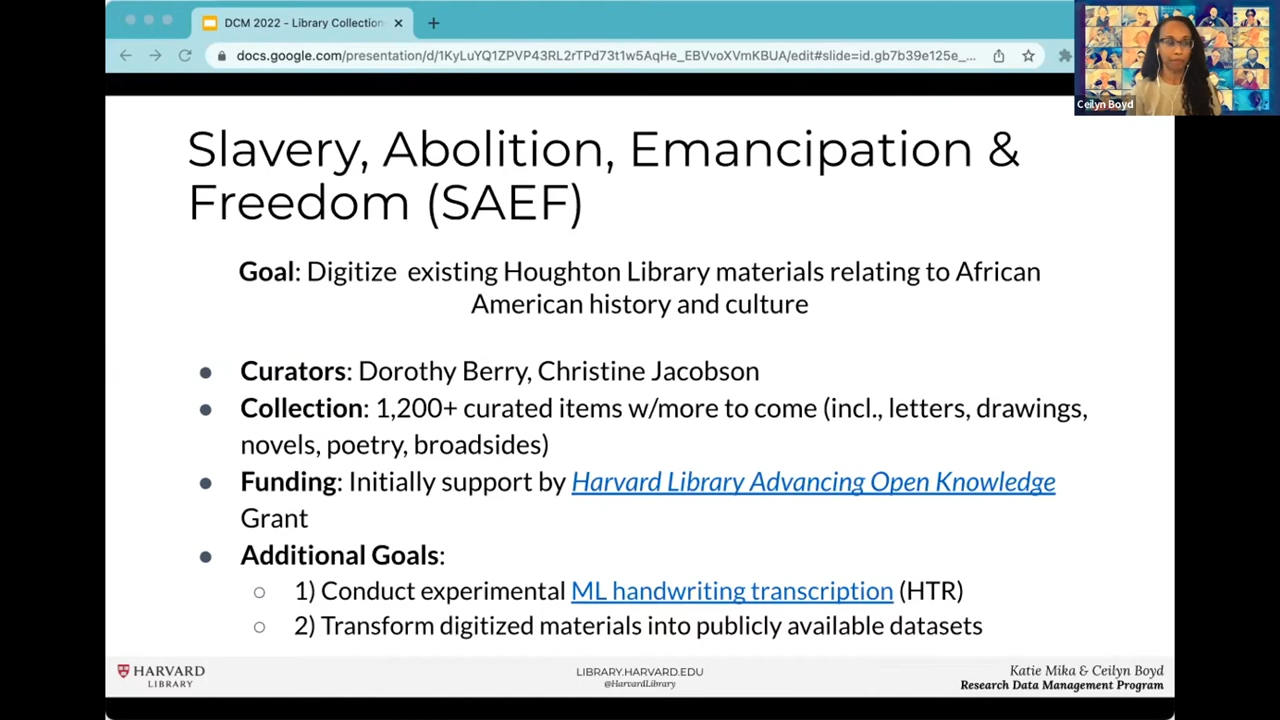 DCM 2022 - Library Collection
docs.google.com/presentation/d/1KyLuYQ1ZPVP43RL2rTPd73t1w5AqHe_EBVvoXVmKBUA/edit#slide=id.gb7b39e125e_...
Ceilyn Boyd
Slavery, Abolition, Emancipation &
Freedom (SAEF)
Goal: Digitize existing Houghton Library materials relating to African
American history and culture
● Curators: Dorothy Berry, Christine Jacobson
● Collection: 1,200+ curated items w/more to come (incl., letters, drawings,
novels, poetry, broadsides)
● Funding: Initially support by Harvard Library Advancing Open Knowledge
Grant
● Additional Goals:
○ 1) Conduct experimental ML handwriting transcription (HTR)
○ 2) Transform digitized materials into publicly available datasets
HARVARD
LIBRARY
LIBRARY.HARVARD.EDU
@HarvardLibrary
Katie Mika & Ceilyn Boyd
Research Data Management Program